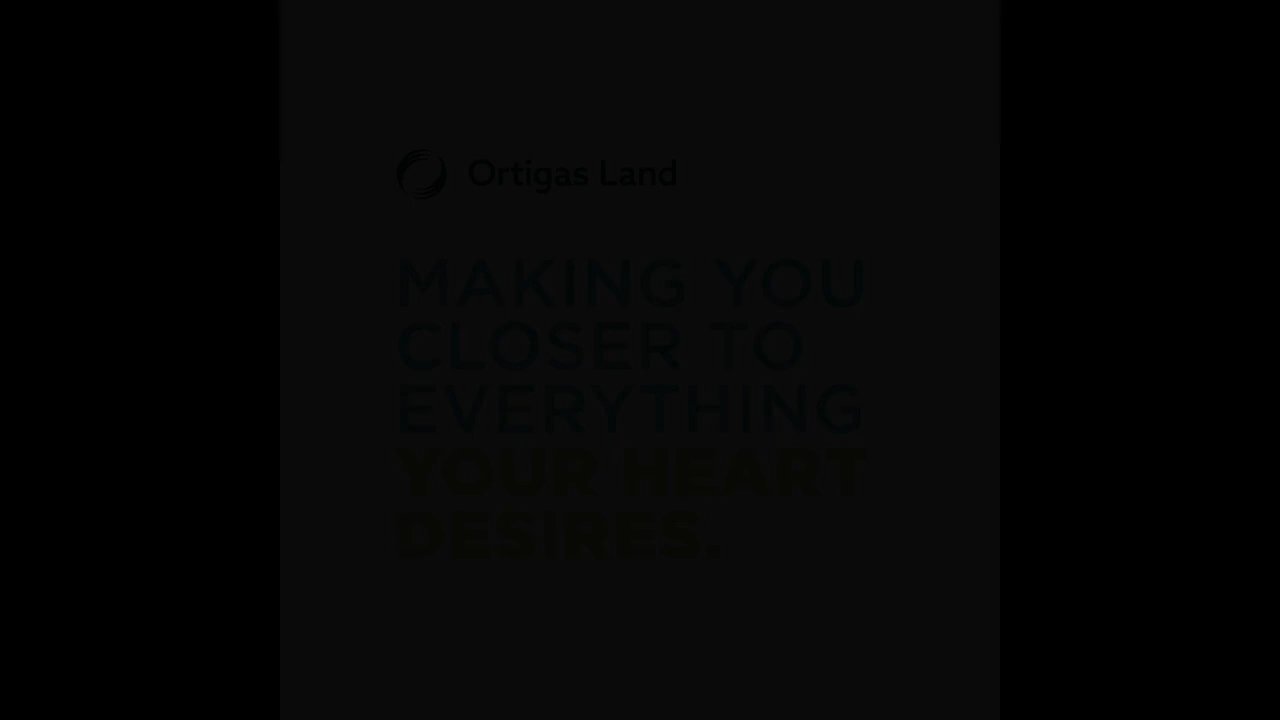 Ortigas Land
MAKING YOU
CLOSER TO
EVERYTHING
YOUR HEART
DESIRES.